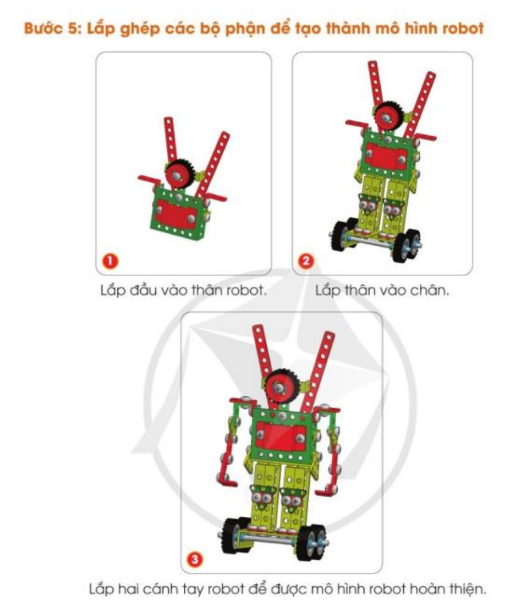 Bước 5: Lắp ghép các bộ phận để tạo thành mô hình robot
1
2
Lắp đầu vào thân robot.
Lắp thân vào chân.
3
Lắp hai cánh tay robot để được mô hình robot hoàn thiện.